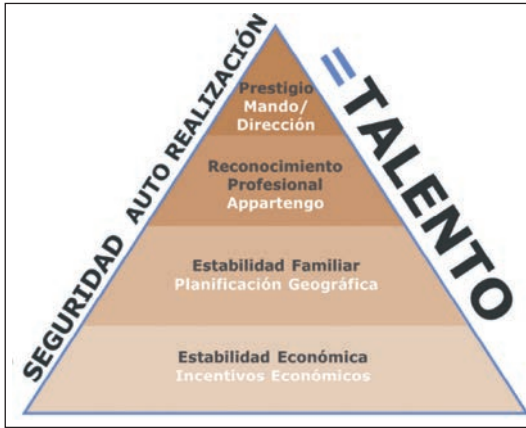 Prestigio
Mando/
Dirección
Reconocimiento
Profesional
Appartengo
Estabilidad Familiar
Planificación Geográfica
Estabilidad Económica
Incentivos Económicos
SEGURIDAD AUTO REALIZACIÓN
=TALENTO